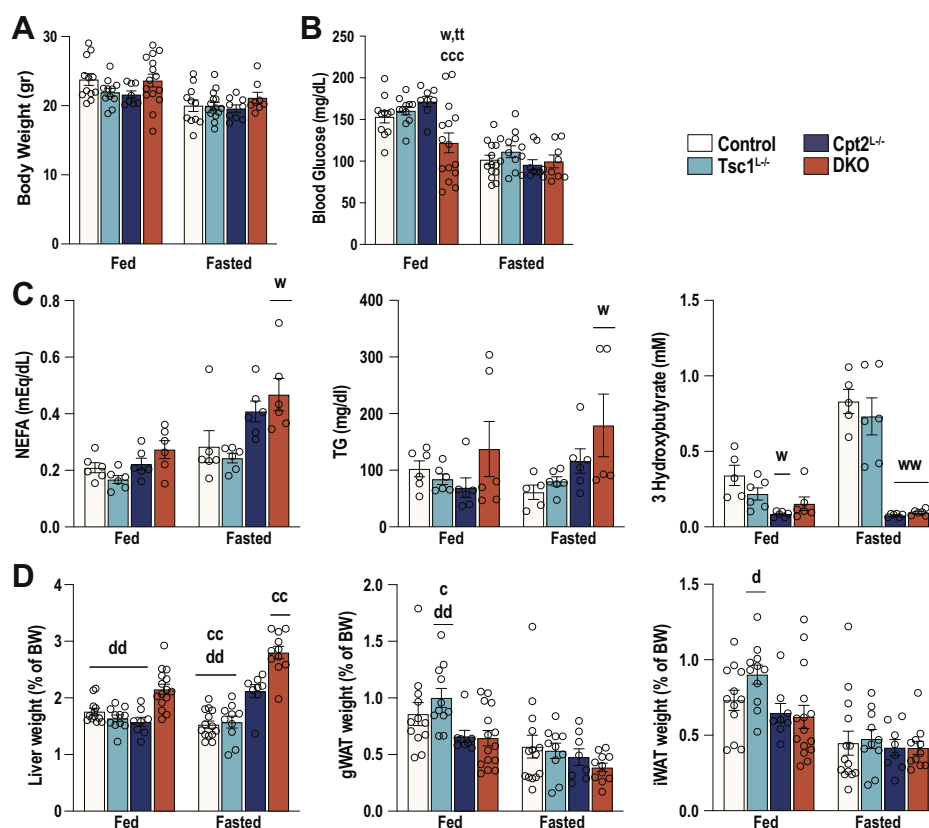 A
Body Weight (gr)
30
20
10
0
Fed
Fasted
B
Blood Glucose (mg/dL)
250
200
150
100
50
0
w,tt
ccc
Fed
Fasted
Control
Tsc1L-/-
Cpt2L-/-
DKO
C
NEFA (mEq/dL)
0.8
0.6
0.4
0.2
0.0
w
Fed
Fasted
TG (mg/dl)
400
300
200
100
0
w
Fed
Fasted
3 Hydroxybutyrate (mM)
1.5
1.0
0.5
0.0
w
ww
Fed
Fasted
D
Liver weight (% of BW)
4
3
2
1
0
dd
cc
dd
cc
Fed
Fasted
gWAT weight (% of BW)
2.0
1.5
1.0
0.5
0.0
c
dd
Fed
Fasted
iWAT weight (% of BW)
1.5
1.0
0.5
0.0
d
Fed
Fasted